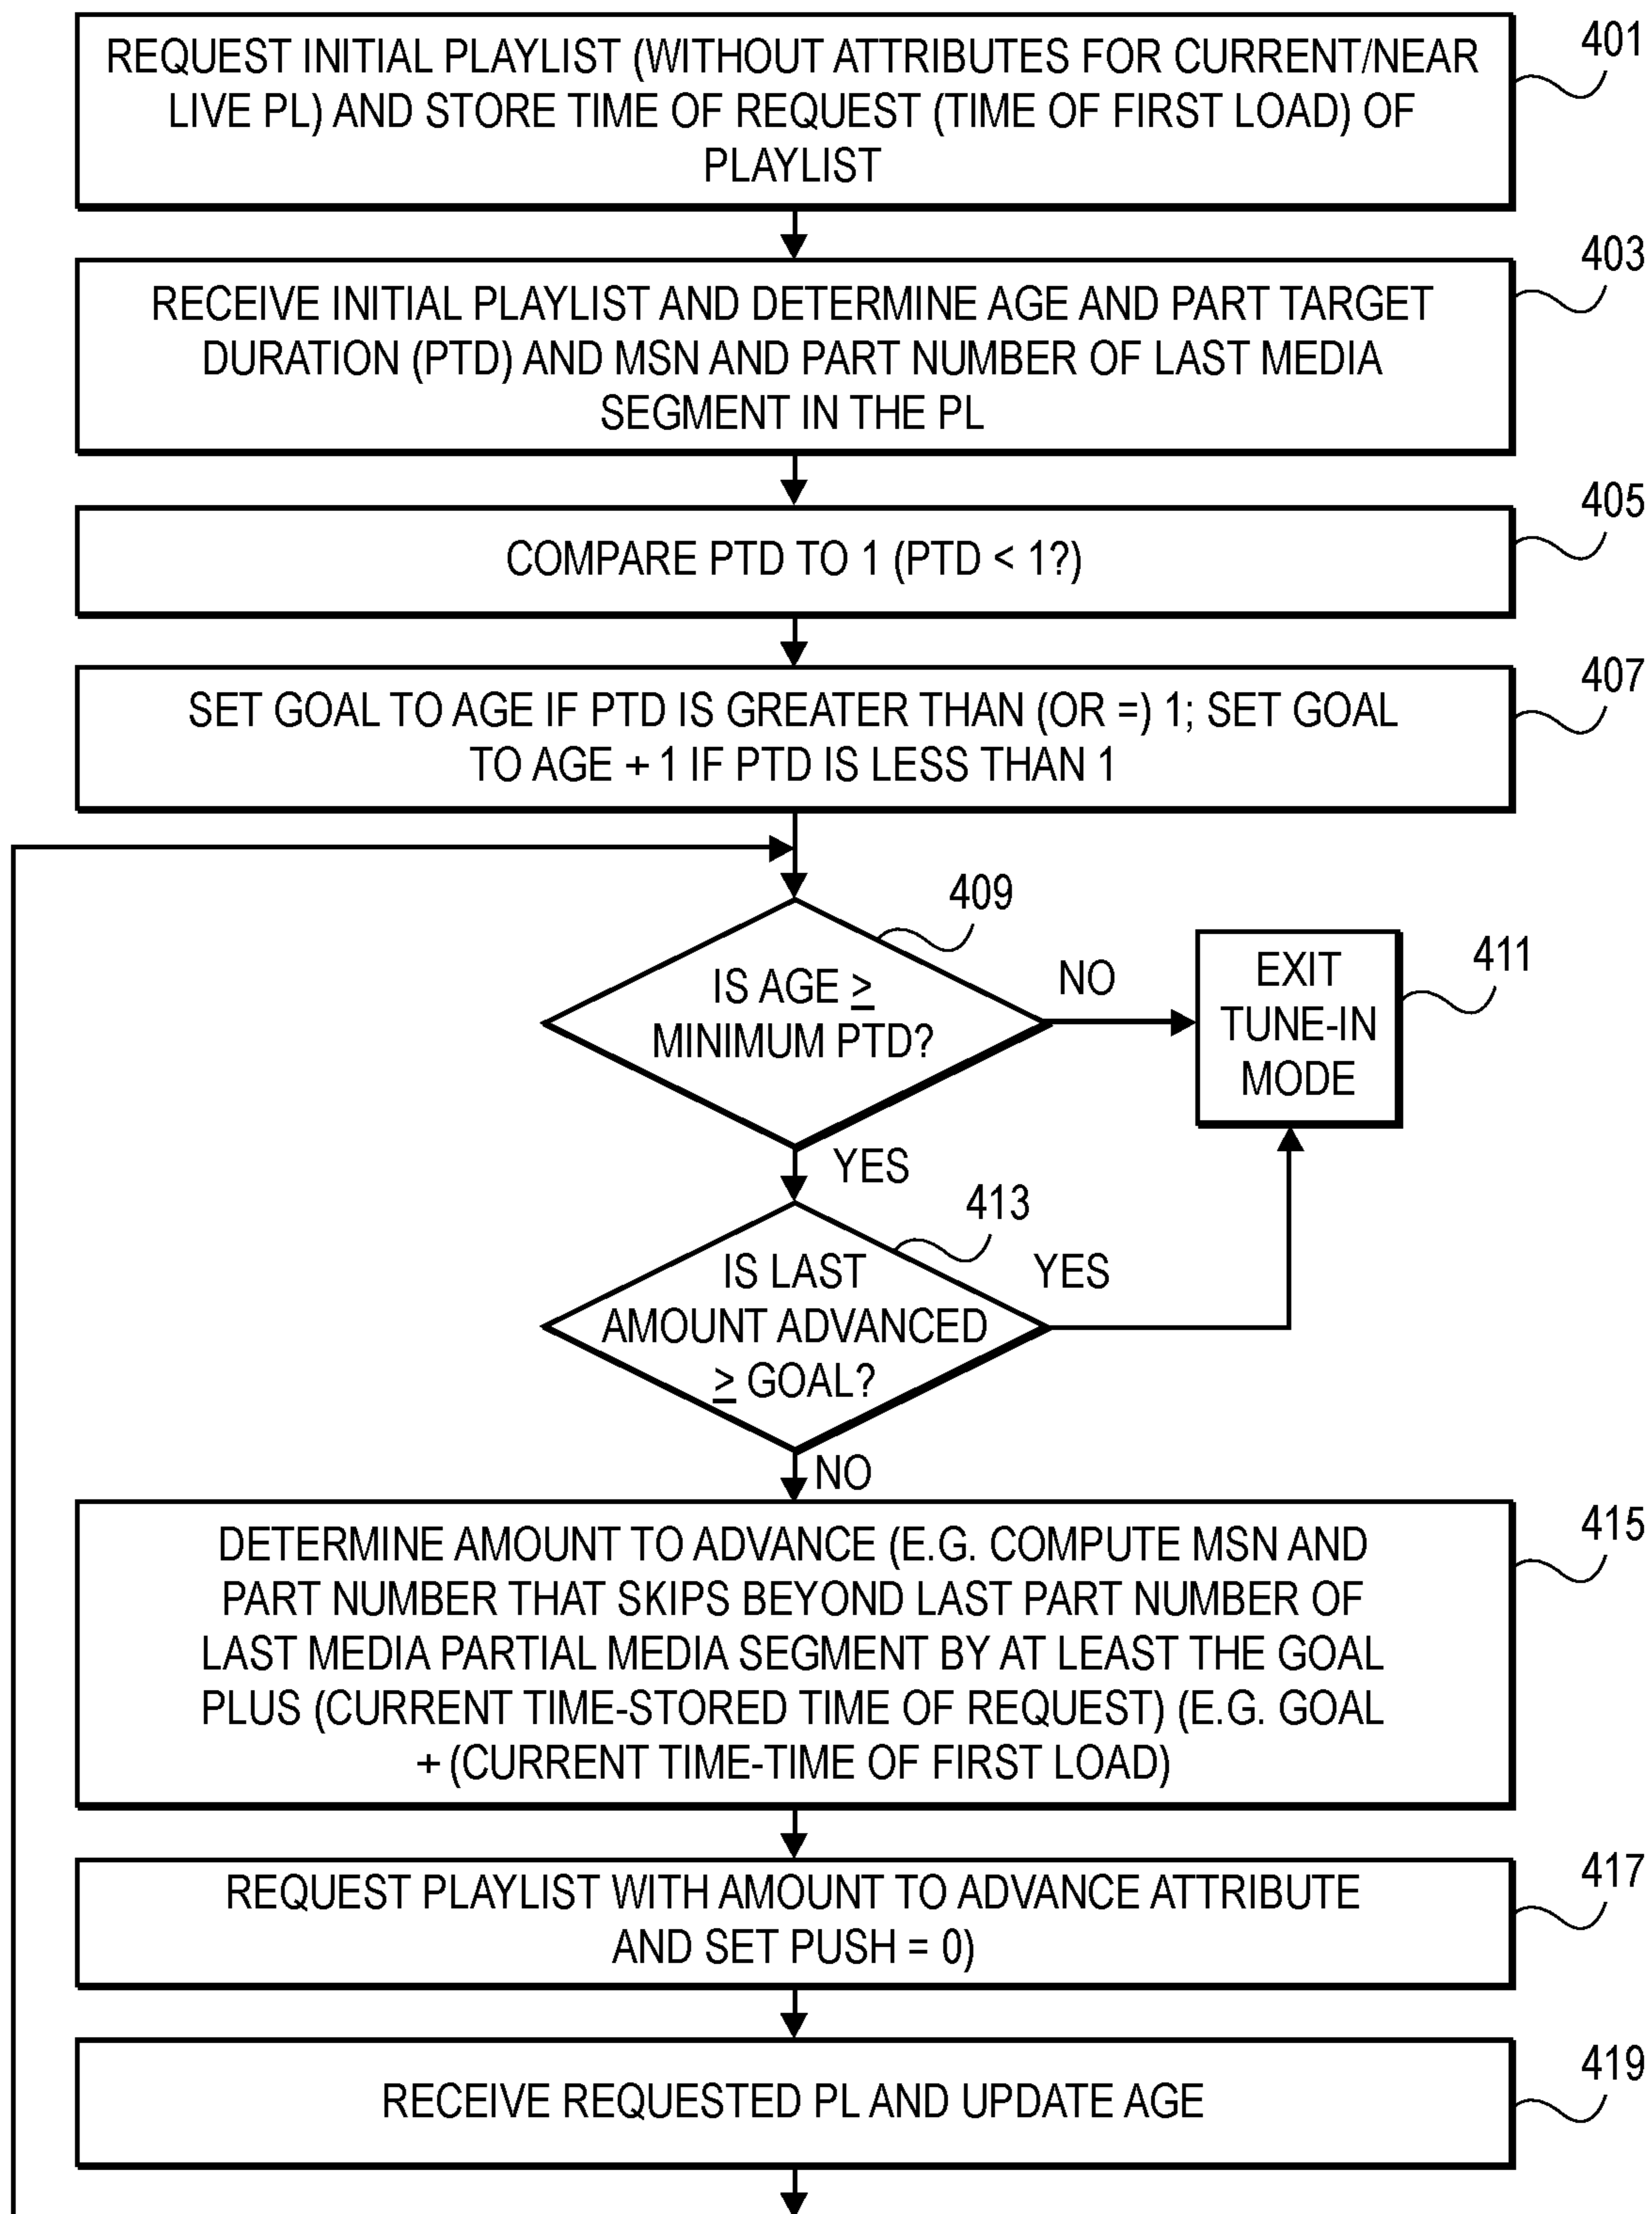 REQUEST INITIAL PLAYLIST (WITHOUT ATTRIBUTES FOR CURRENT/NEAR
LIVE PL) AND STORE TIME OF REQUEST (TIME OF FIRST LOAD) OF
PLAYLIST
401
RECEIVE INITIAL PLAYLIST AND DETERMINE AGE AND PART TARGET
DURATION (PTD) AND MSN AND PART NUMBER OF LAST MEDIA
SEGMENT IN THE PL
403
COMPARE PTD TO 1 (PTD < 1?)
405
SET GOAL TO AGE IF PTD IS GREATER THAN (OR =) 1; SET GOAL
TO AGE + 1 IF PTD IS LESS THAN 1
407
409
IS AGE ≥
MINIMUM PTD?
NO
EXIT
TUNE-IN
MODE
411
YES
413
IS LAST
AMOUNT ADVANCED
≥ GOAL?
YES
NO
DETERMINE AMOUNT TO ADVANCE (E.G. COMPUTE MSN AND
PART NUMBER THAT SKIPS BEYOND LAST PART NUMBER OF
LAST MEDIA PARTIAL MEDIA SEGMENT BY AT LEAST THE GOAL
PLUS (CURRENT TIME-STORED TIME OF REQUEST) (E.G. GOAL
+ (CURRENT TIME-TIME OF FIRST LOAD)
415
REQUEST PLAYLIST WITH AMOUNT TO ADVANCE ATTRIBUTE
AND SET PUSH = 0)
417
RECEIVE REQUESTED PL AND UPDATE AGE
419